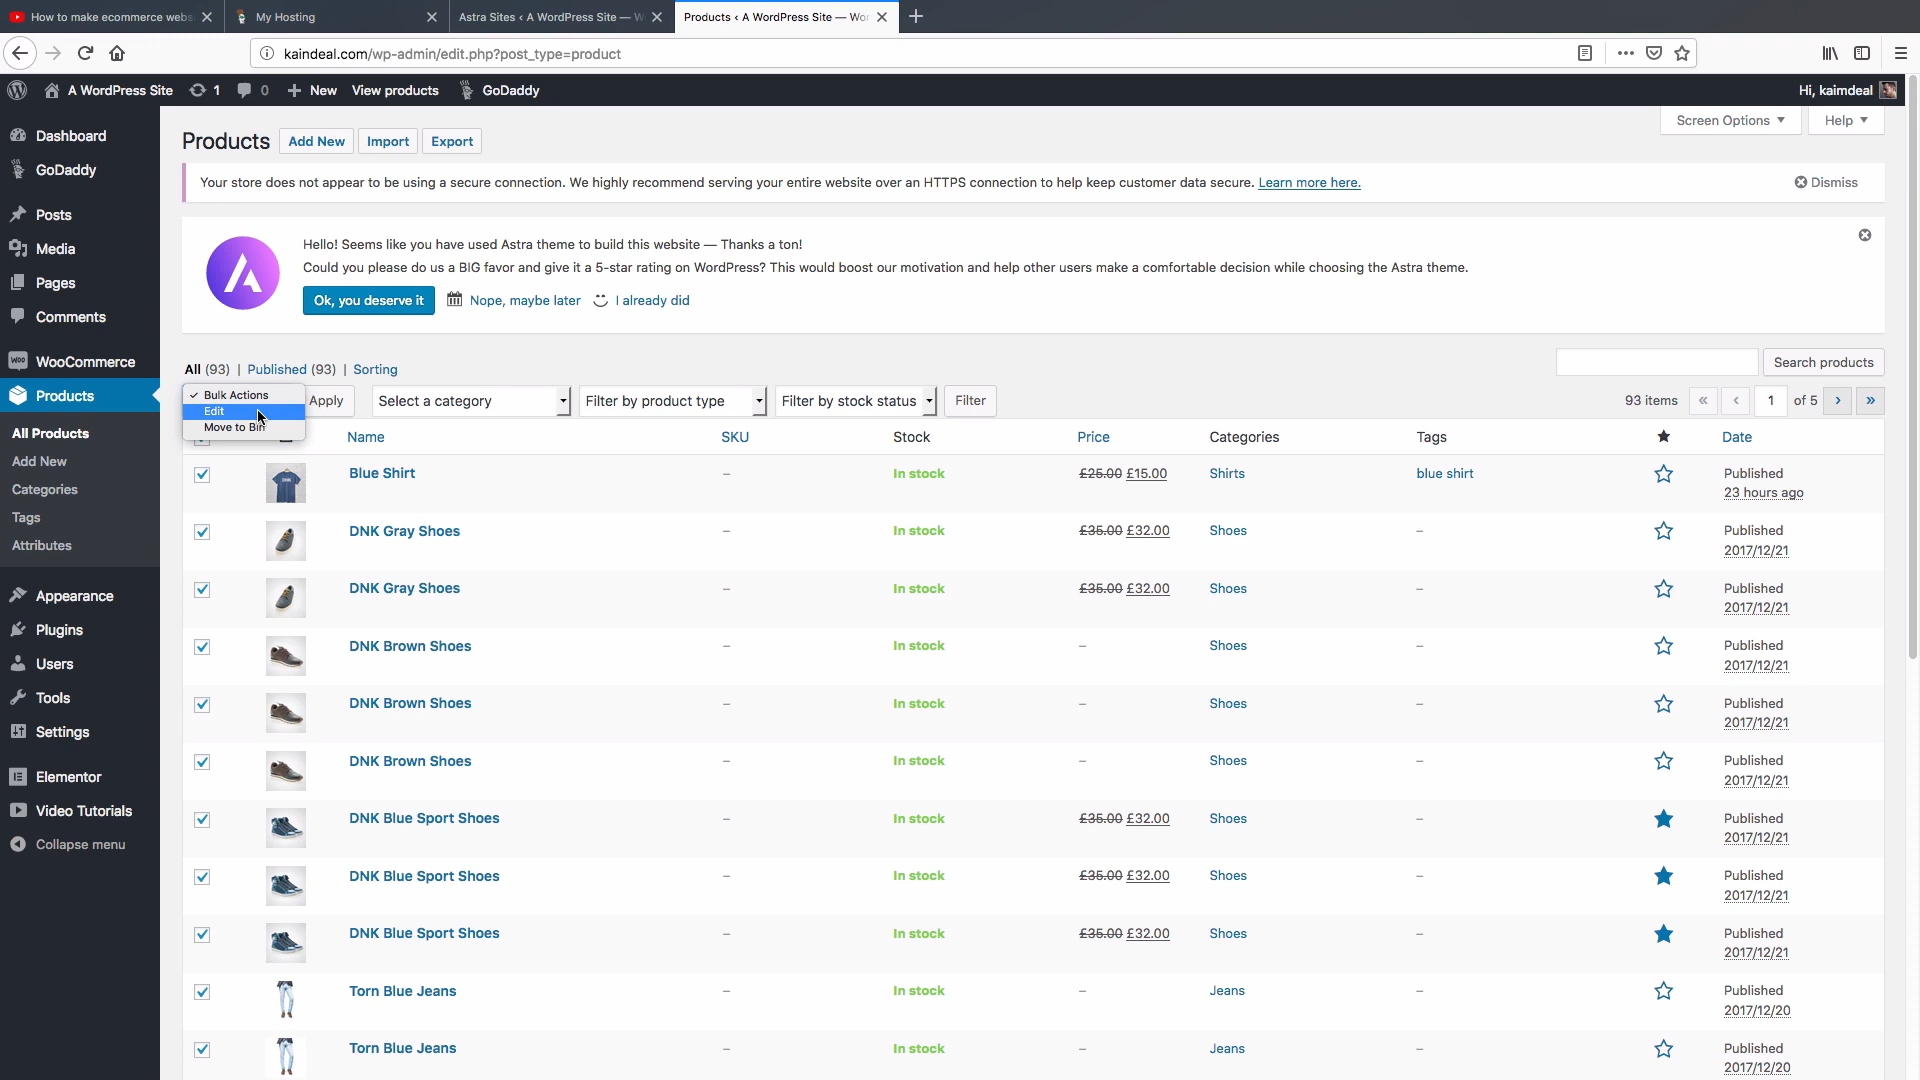 How to make ecommerce webs
My Hosting
Astra Sites ‹ A WordPress Site — W
Products ‹ A WordPress Site — Wor
kaindeal.com/wp-admin/edit.php?post_type=product
A WordPress Site 1 0 New View products GoDaddy Hi, kaimdeal
Dashboard
GoDaddy
Posts
Media
Pages
Comments
WooCommerce
Products
All Products
Add New
Categories
Tags
Attributes
Appearance
Plugins
Users
Tools
Settings
Elementor
Video Tutorials
Collapse menu
Screen Options Help
Products Add New Import Export
Your store does not appear to be using a secure connection. We highly recommend serving your entire website over an HTTPS connection to help keep customer data secure. Learn more here. Dismiss
Hello! Seems like you have used Astra theme to build this website — Thanks a ton!
Could you please do us a BIG favor and give it a 5-star rating on WordPress? This would boost our motivation and help other users make a comfortable decision while choosing the Astra theme.
Ok, you deserve it Nope, maybe later I already did
All (93) | Published (93) | Sorting
Search products
✓ Bulk Actions
Edit
Move to Bin
Apply Select a category Filter by product type Filter by stock status Filter 93 items « ‹ 1 of 5 › »
Name SKU Stock Price Categories Tags ★ Date
Blue Shirt – In stock £25.00 £15.00 Shirts blue shirt Published
23 hours ago
DNK Gray Shoes – In stock £35.00 £32.00 Shoes – Published
2017/12/21
DNK Gray Shoes – In stock £35.00 £32.00 Shoes – Published
2017/12/21
DNK Brown Shoes – In stock – Shoes – Published
2017/12/21
DNK Brown Shoes – In stock – Shoes – Published
2017/12/21
DNK Brown Shoes – In stock – Shoes – Published
2017/12/21
DNK Blue Sport Shoes – In stock £35.00 £32.00 Shoes – Published
2017/12/21
DNK Blue Sport Shoes – In stock £35.00 £32.00 Shoes – Published
2017/12/21
DNK Blue Sport Shoes – In stock £35.00 £32.00 Shoes – Published
2017/12/21
Torn Blue Jeans – In stock – Jeans – Published
2017/12/20
Torn Blue Jeans – In stock – Jeans – Published
2017/12/20